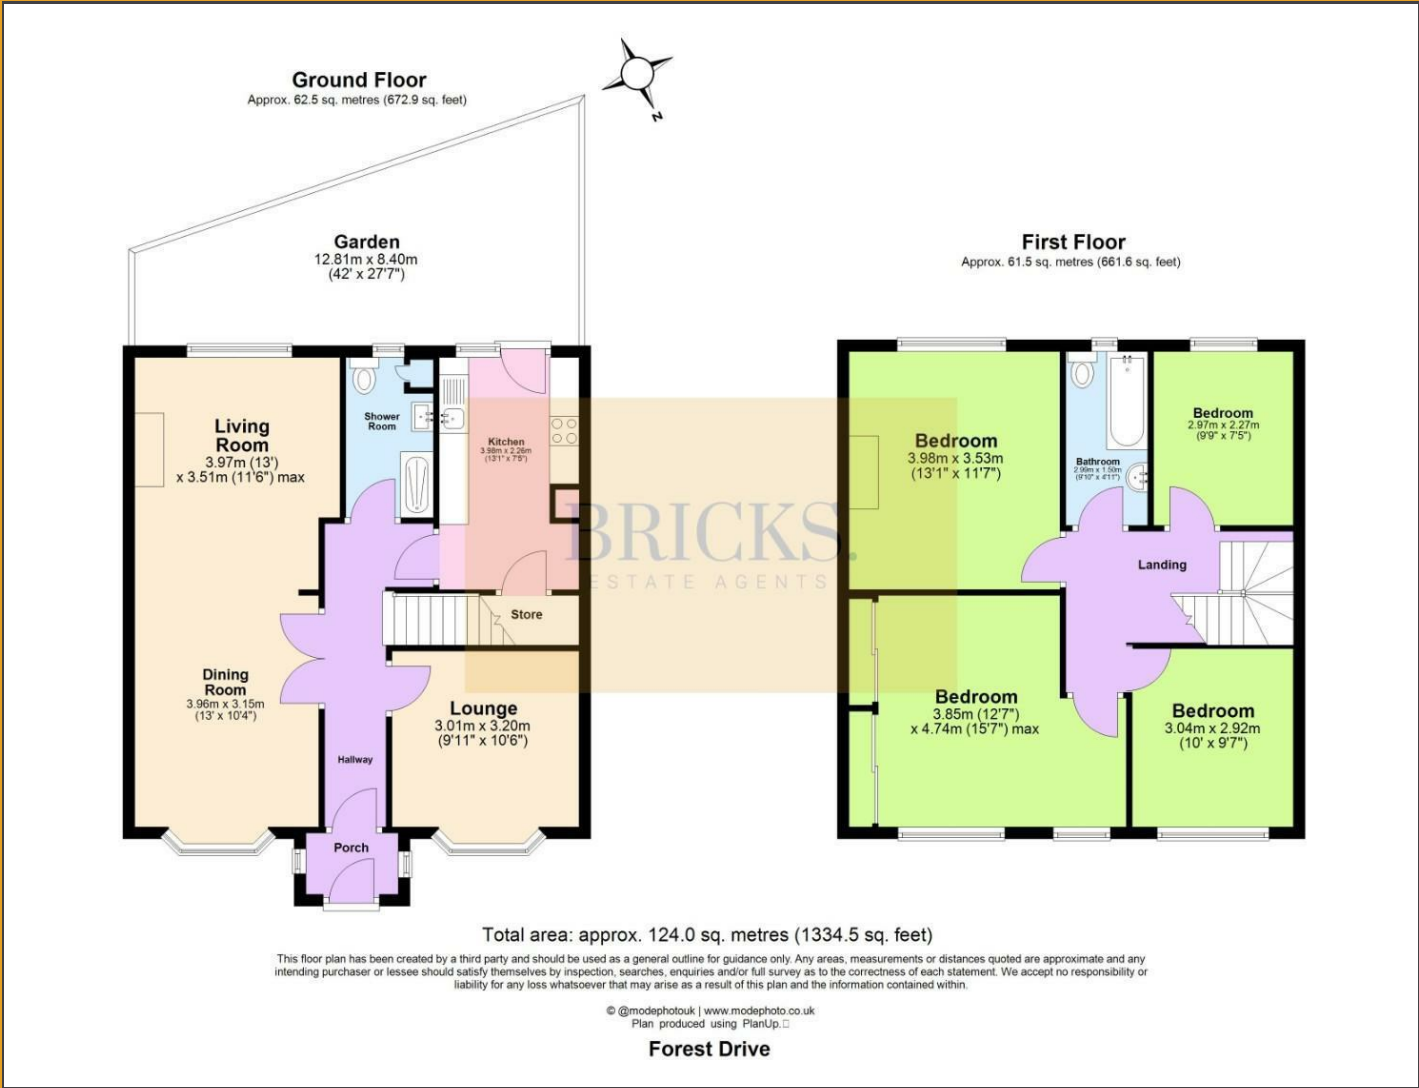 Ground Floor
Approx. 62.5 sq. metres (672.9 sq. feet)
N
Garden
12.81m x 8.40m
(42' x 27'7")
Living
Room
3.97m (13')
x 3.51m (11'6") max
Shower
Room
Kitchen
3.98m x 2.26m
(13'1" x 7'5")
Store
Dining
Room
3.96m x 3.15m
(13' x 10'4")
Lounge
3.01m x 3.20m
(9'11" x 10'6")
Hallway
Porch
First Floor
Approx. 61.5 sq. metres (661.6 sq. feet)
Bedroom
3.98m x 3.53m
(13'1" x 11'7")
Bathroom
2.99m x 1.50m
(9'10" x 4'11")
Bedroom
2.97m x 2.27m
(9'9" x 7'5")
Landing
Bedroom
3.85m (12'7")
x 4.74m (15'7") max
Bedroom
3.04m x 2.92m
(10' x 9'7")
BRICKS.
ESTATE AGENTS
Total area: approx. 124.0 sq. metres (1334.5 sq. feet)
This floor plan has been created by a third party and should be used as a general outline for guidance only. Any areas, measurements or distances quoted are approximate and any
intending purchaser or lessee should satisfy themselves by inspection, searches, enquiries and/or full survey as to the correctness of each statement. We accept no responsibility or
liability for any loss whatsoever that may arise as a result of this plan and the information contained within.
© @modephotouk | www.modephoto.co.uk
Plan produced using PlanUp.
Forest Drive